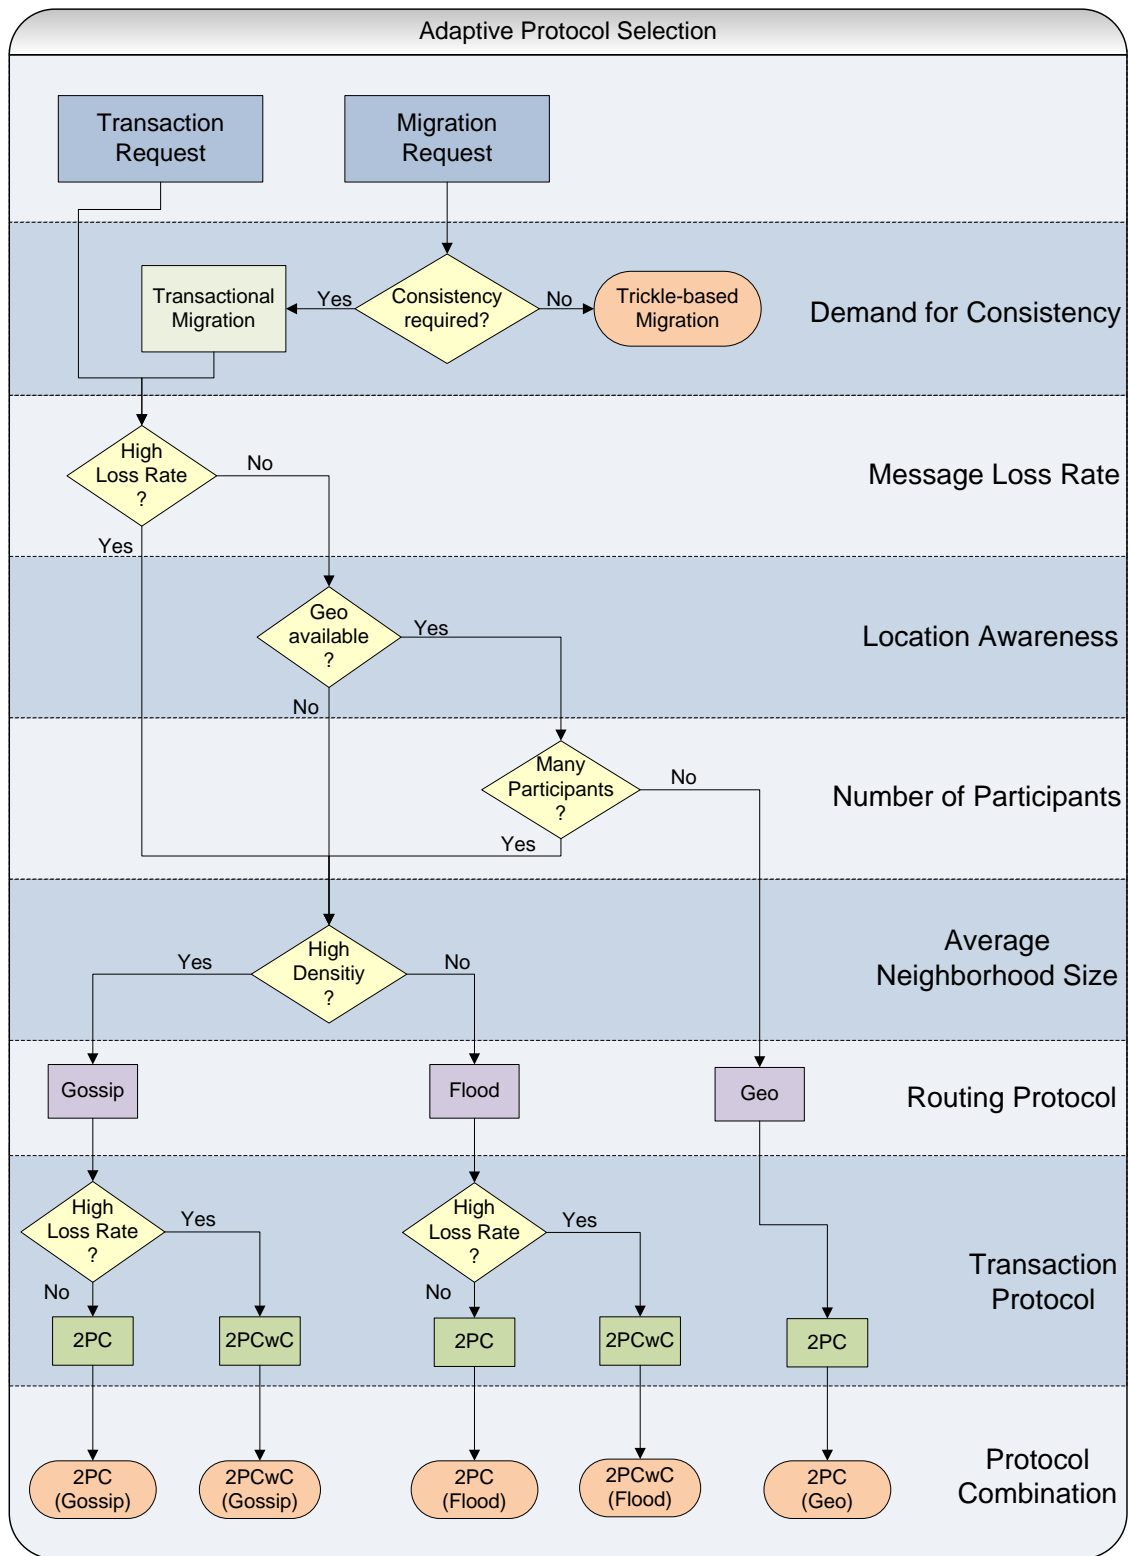 Adaptive Protocol Selection
Transaction
Request
Migration
Request
Transactional
Migration
Yes
Consistency
required?
No
Trickle-based
Migration
Demand for Consistency
High
Loss Rate
?
No
Yes
Message Loss Rate
Geo
available
?
Yes
No
Location Awareness
Many
Participants
?
No
Yes
Number of Participants
High
Densitiy
?
Yes
No
Average
Neighborhood Size
Gossip
Flood
Geo
Routing Protocol
High
Loss Rate
?
Yes
No
High
Loss Rate
?
Yes
No
2PC
2PCwC
2PC
2PCwC
2PC
Transaction
Protocol
2PC
(Gossip)
2PCwC
(Gossip)
2PC
(Flood)
2PCwC
(Flood)
2PC
(Geo)
Protocol
Combination